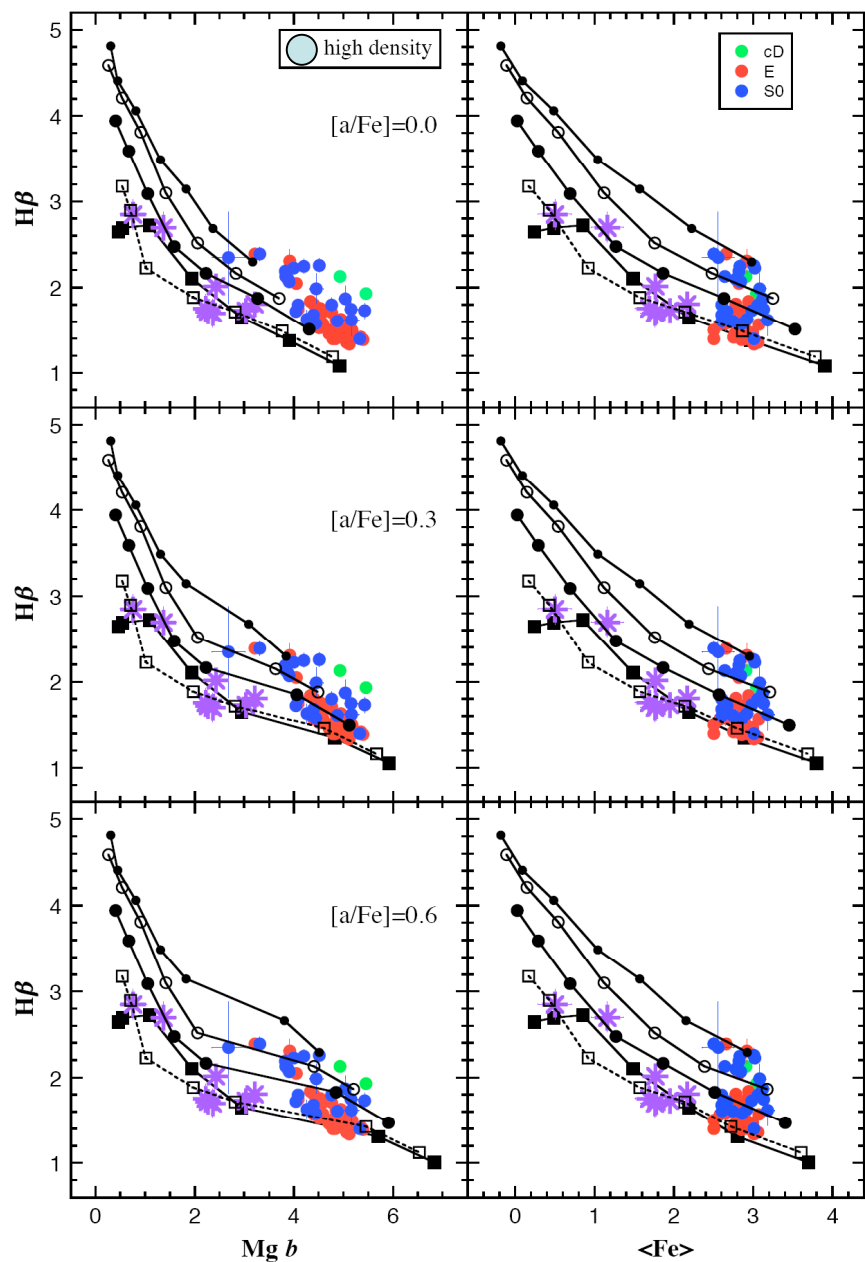 high density
cD
E
S0
[a/Fe]=0.0
5
4
3
2
1
Hβ
[a/Fe]=0.3
5
4
3
2
1
Hβ
[a/Fe]=0.6
5
4
3
2
1
Hβ
0 2 4 6
0 1 2 3 4
Mg b
<Fe>